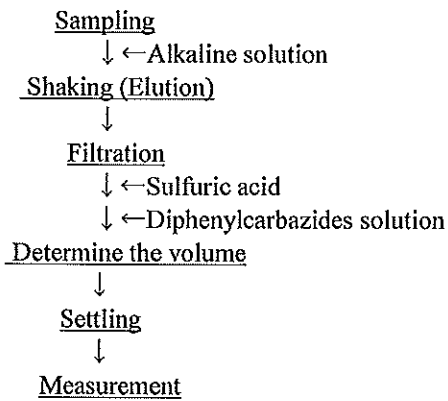 Sampling
↓ ←Alkaline solution
Shaking (Elution)
↓
Filtration
↓ ←Sulfuric acid
↓ ←Diphenylcarbazides solution
Determine the volume
↓
Settling
↓
Measurement